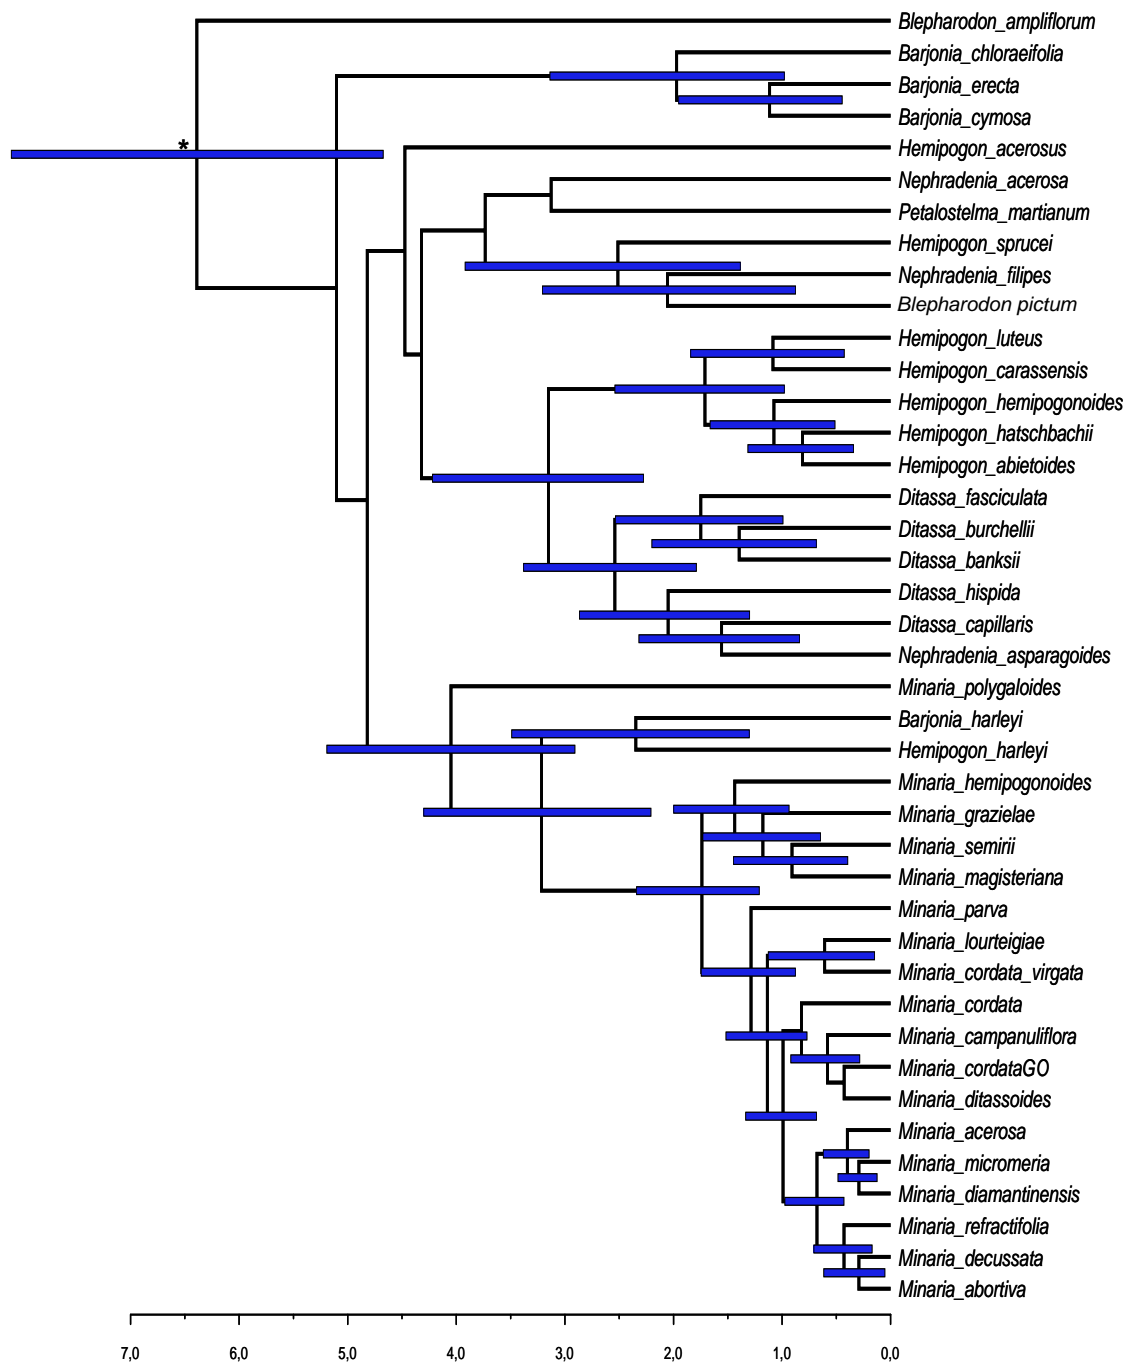 Blepharodon_ampliflorum
Barjonia_chloraeifolia
Barjonia_erecta
Barjonia_cymosa
*
Hemipogon_acerosus
Nephradenia_acerosa
Petalostelma_martianum
Hemipogon_sprucei
Nephradenia_filipes
Blepharodon pictum
Hemipogon_luteus
Hemipogon_carassensis
Hemipogon_hemipogonoides
Hemipogon_hatschbachii
Hemipogon_abietoides
Ditassa_fasciculata
Ditassa_burchellii
Ditassa_banksii
Ditassa_hispida
Ditassa_capillaris
Nephradenia_asparagoides
Minaria_polygaloides
Barjonia_harleyi
Hemipogon_harleyi
Minaria_hemipogonoides
Minaria_grazielae
Minaria_semirii
Minaria_magisteriana
Minaria_parva
Minaria_lourteigiae
Minaria_cordata_virgata
Minaria_cordata
Minaria_campanuliflora
Minaria_cordataGO
Minaria_ditassoides
Minaria_acerosa
Minaria_micromeria
Minaria_diamantinensis
Minaria_refractifolia
Minaria_decussata
Minaria_abortiva
7,0 6,0 5,0 4,0 3,0 2,0 1,0 0,0